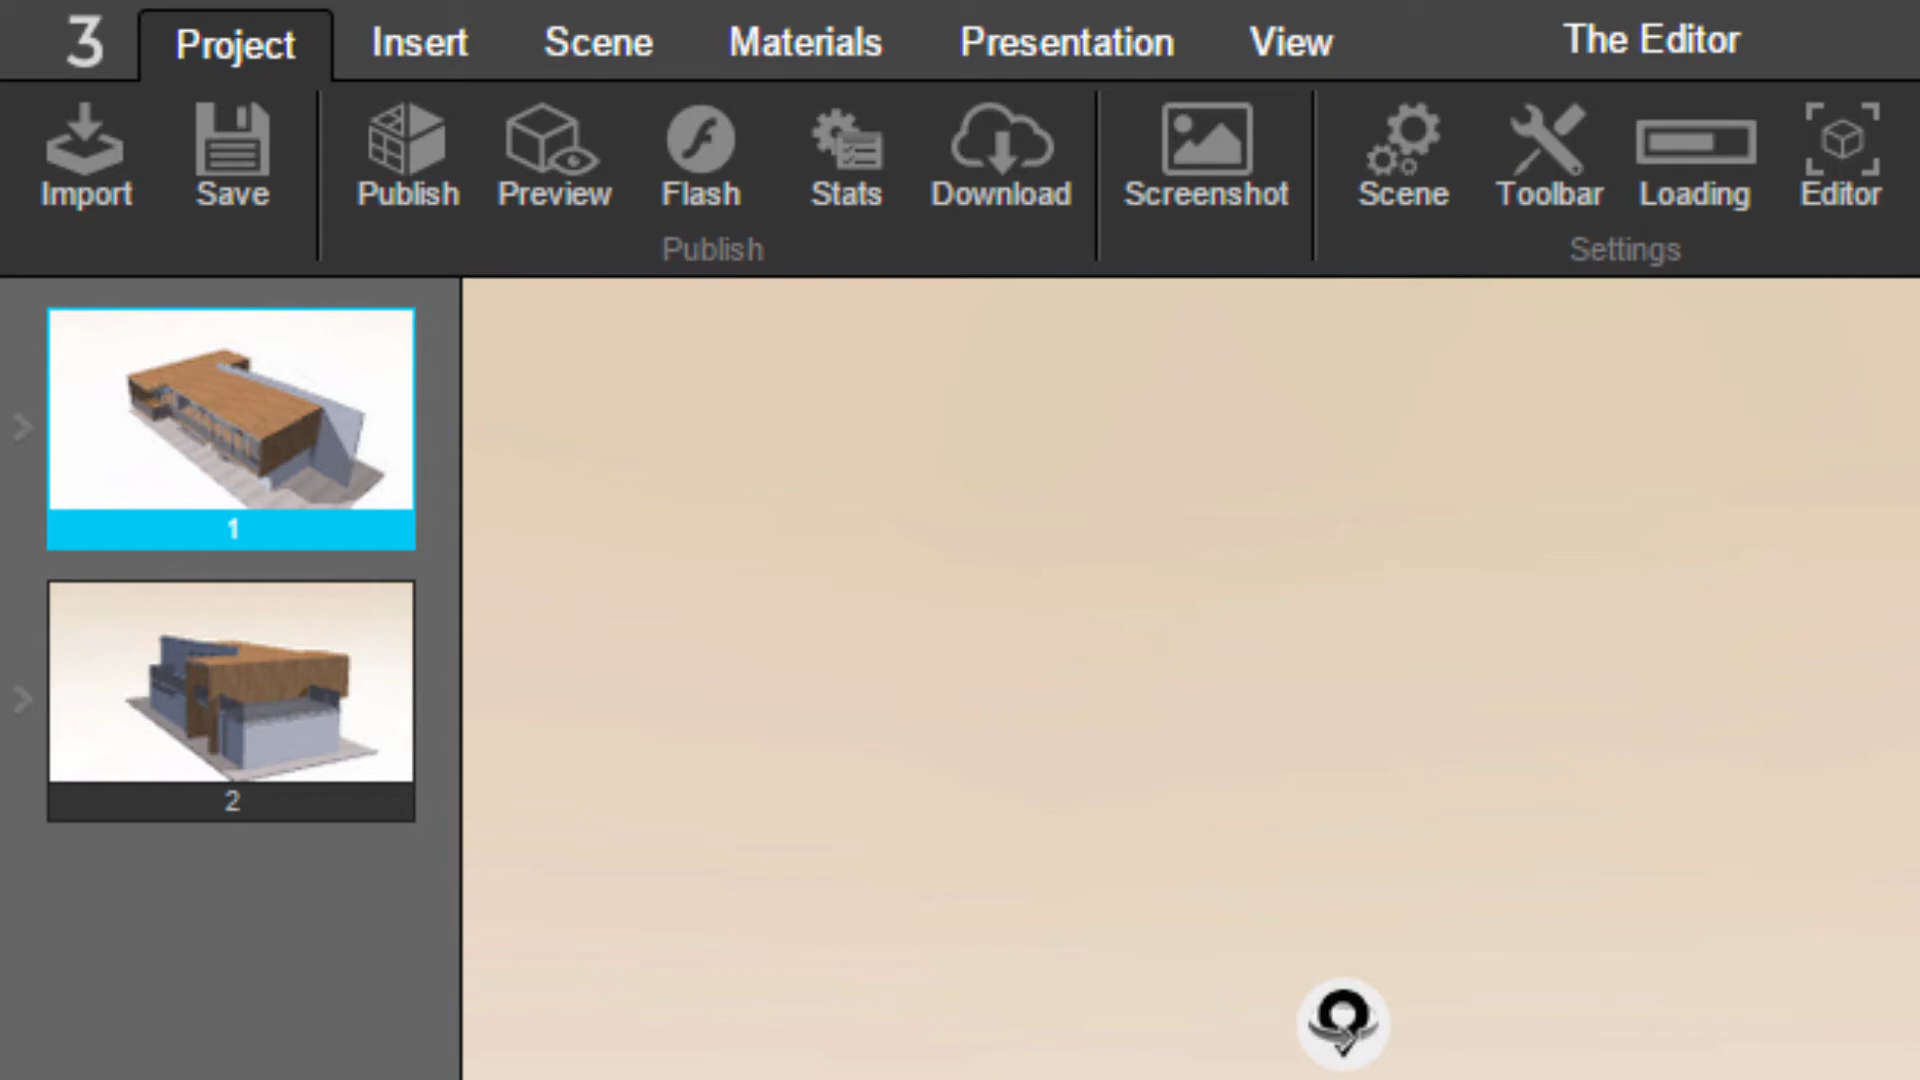 3 Project Insert Scene Materials Presentation View The Editor
Import Save Publish Preview Flash Stats Download Screenshot Scene Toolbar Loading Editor
Publish Settings
1
2